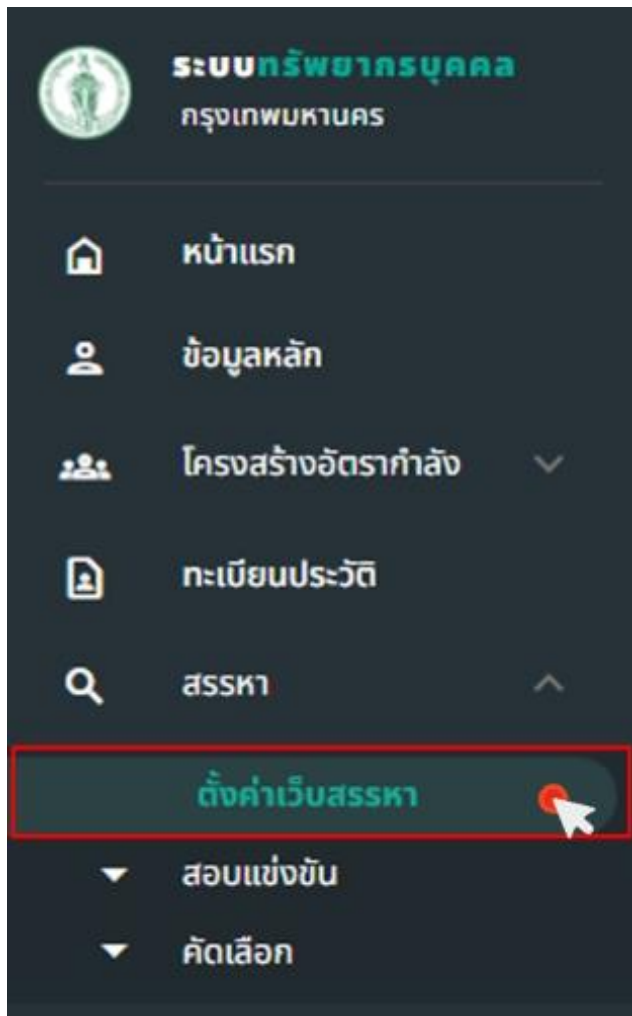 ระบบทรัพยากรบุคคล
กรุงเทพมหานคร
หน้าแรก
ข้อมูลหลัก
โครงสร้างอัตรากำลัง
ทะเบียนประวัติ
สรรหา
ตั้งค่าเว็บสรรหา
สอบแข่งขัน
คัดเลือก